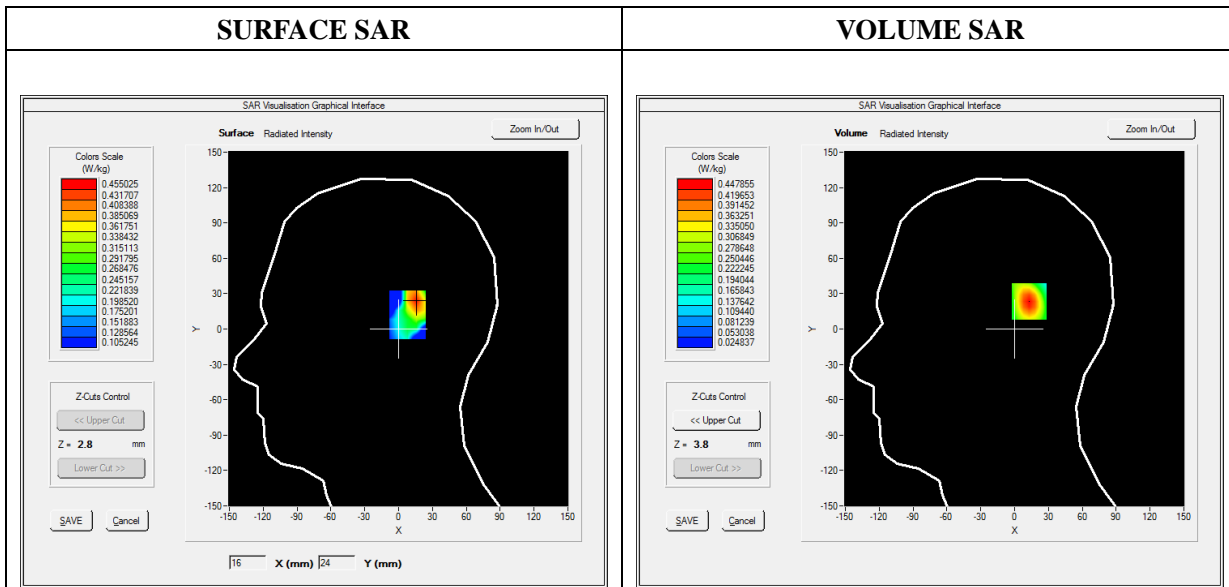 SURFACE SAR
VOLUME SAR
SAR Visualisation Graphical Interface
Surface Radiated Intensity
Zoom In/Out
Colors Scale
(W/kg)
0.455025
0.431707
0.408388
0.385069
0.361751
0.338432
0.315113
0.291795
0.268476
0.245157
0.221839
0.198520
0.175201
0.151883
0.128564
0.105245
150
120
90
60
30
0
-30
-60
-90
-120
-150
Y
-150 -120 -90 -60 -30 0 30 60 90 120 150
X
Z-Cuts Control
<< Upper Cut
Z = 2.8 mm
Lower Cut >>
SAVE Cancel
16 X (mm) 24 Y (mm)
SAR Visualisation Graphical Interface
Volume Radiated Intensity
Zoom In/Out
Colors Scale
(W/kg)
0.447855
0.419653
0.391452
0.363251
0.335050
0.306849
0.278648
0.250446
0.222245
0.194044
0.165843
0.137642
0.109440
0.081239
0.053038
0.024837
150
120
90
60
30
0
-30
-60
-90
-120
-150
Y
-150 -120 -90 -60 -30 0 30 60 90 120 150
X
Z-Cuts Control
<< Upper Cut
Z = 3.8 mm
Lower Cut >>
SAVE Cancel